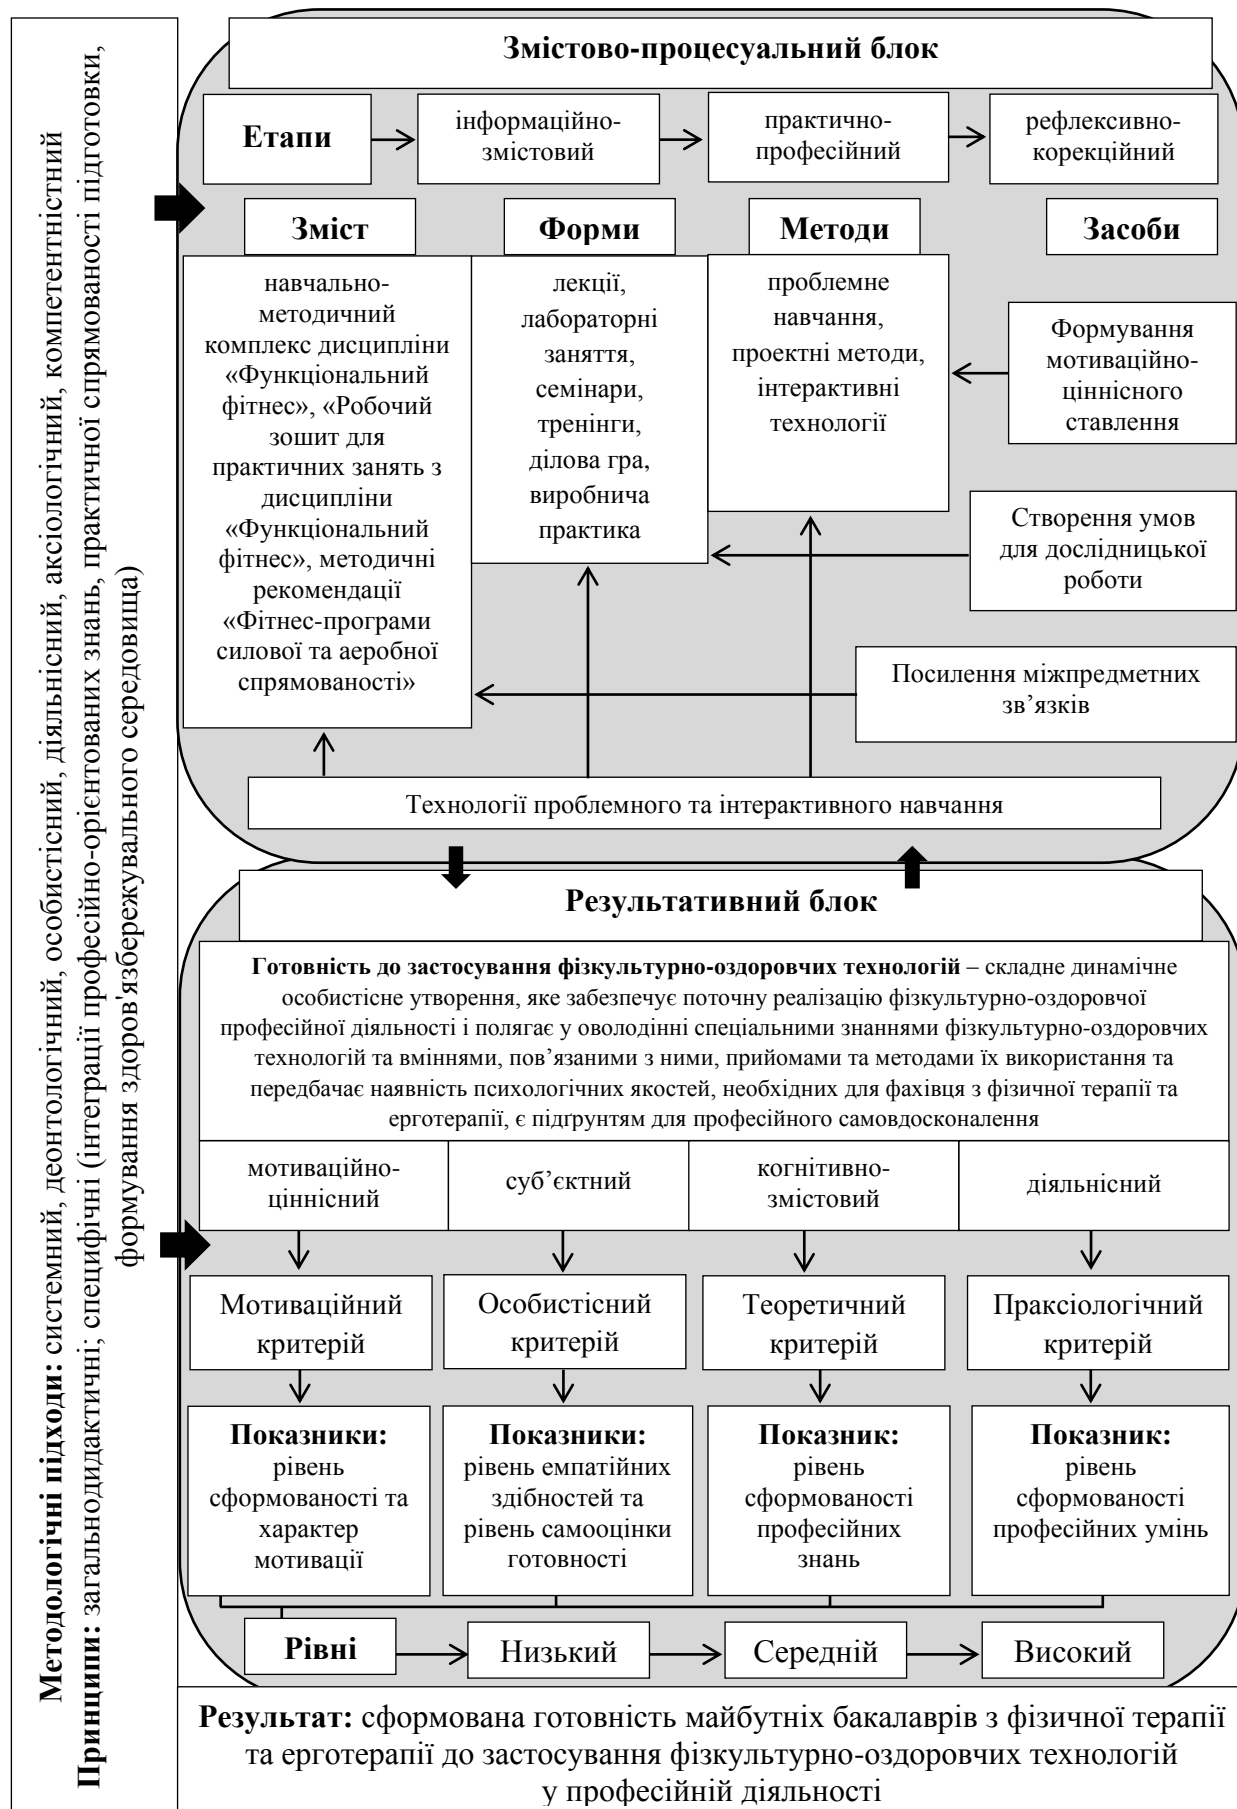 Методологічні підходи: системний, деонтологічний, особистісний, діяльнісний, аксіологічний, компетентністний
Принципи: загальнодидактичні; специфічні (інтеграції професійно-орієнтованих знань, практичної спрямованості підготовки,
формування здоров'язбережувального середовища)
Змістово-процесуальний блок
Етапи
інформаційно-
змістовий
практично-
професійний
рефлексивно-
корекційний
Зміст
Форми
Методи
Засоби
навчально-
методичний
комплекс дисципліни
«Функціональний
фітнес», «Робочий
зошит для
практичних занять з
дисципліни
«Функціональний
фітнес», методичні
рекомендації
«Фітнес-програми
силової та аеробної
спрямованості»
лекції,
лабораторні
заняття,
семінари,
тренінги,
ділова гра,
виробнича
практика
проблемне
навчання,
проектні методи,
інтерактивні
технології
Формування
мотиваційно-
ціннісного
ставлення
Створення умов
для дослідницької
роботи
Посилення міжпредметних
зв’язків
Технології проблемного та інтерактивного навчання
Результативний блок
Готовність до застосування фізкультурно-оздоровчих технологій – складне динамічне
особистісне утворення, яке забезпечує поточну реалізацію фізкультурно-оздоровчої
професійної діяльності і полягає у оволодінні спеціальними знаннями фізкультурно-оздоровчих
технологій та вміннями, пов’язаними з ними, прийомами та методами їх використання та
передбачає наявність психологічних якостей, необхідних для фахівця з фізичної терапії та
ерготерапії, є підґрунтям для професійного самовдосконалення
мотиваційно-
ціннісний
суб’єктний
когнітивно-
змістовий
діяльнісний
Мотиваційний
критерій
Особистісний
критерій
Теоретичний
критерій
Праксіологічний
критерій
Показники:
рівень
сформованості та
характер
мотивації
Показники:
рівень емпатійних
здібностей та
рівень самооцінки
готовності
Показник:
рівень
сформованості
професійних
знань
Показник:
рівень
сформованості
професійних умінь
Рівні
Низький
Середній
Високий
Результат: сформована готовність майбутніх бакалаврів з фізичної терапії
та ерготерапії до застосування фізкультурно-оздоровчих технологій
у професійній діяльності